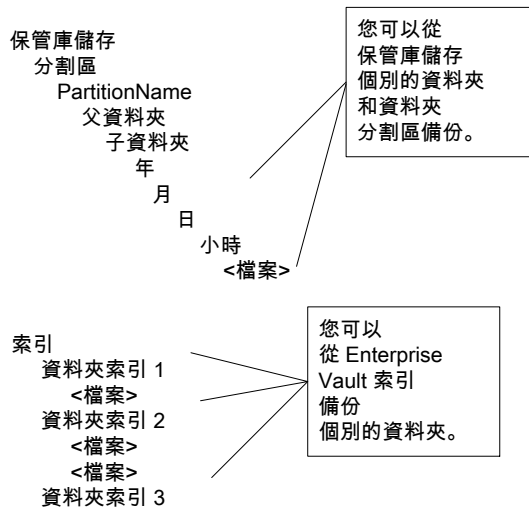 保管庫儲存
分割區
PartitionName
父資料夾
子資料夾
年
月
日
小時
<檔案>
您可以從
保管庫儲存
個別的資料夾
和資料夾
分割區備份。
索引
資料夾索引 1
<檔案>
資料夾索引 2
<檔案>
<檔案>
資料夾索引 3
您可以
從 Enterprise
Vault 索引
備份
個別的資料夾。